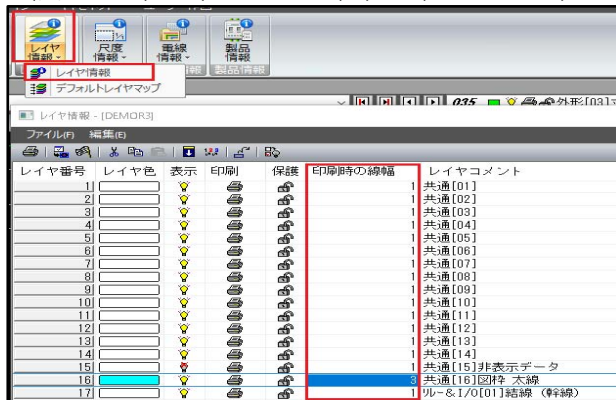 レイヤ情報 尺度情報 電線情報 製品情報
製品情報
レイヤ情報
デフォルトレイヤマップ
035 外形[03]
レイヤ情報 - [DEMOR3]
ファイル(F) 編集(E)
レイヤ番号 レイヤ色 表示 印刷 保護 印刷時の線幅 レイヤコメント
1 1 共通[01]
2 1 共通[02]
3 1 共通[03]
4 1 共通[04]
5 1 共通[05]
6 1 共通[06]
7 1 共通[07]
8 1 共通[08]
9 1 共通[09]
10 1 共通[10]
11 1 共通[11]
12 1 共通[12]
13 1 共通[13]
14 1 共通[14]
15 1 共通[15]非表示データ
16 3 共通[16]図枠 太線
17 1 リレー&I/O[01]結線 (幹線)